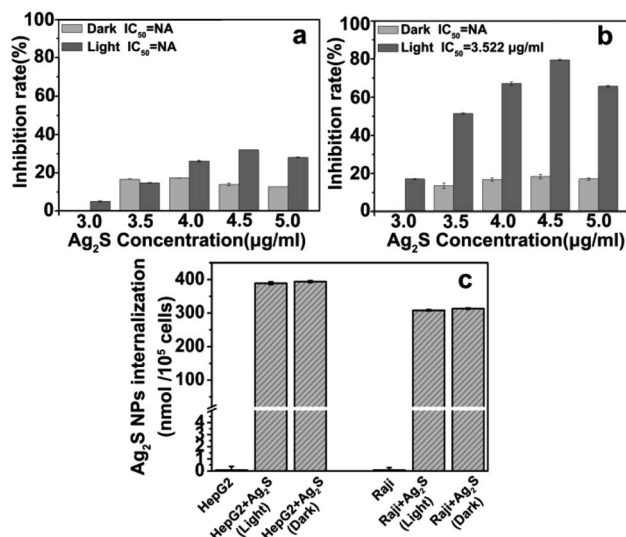 a
Dark IC50=NA
Light IC50=NA
Inhibition rate(%)
100
80
60
40
20
0
3.0 3.5 4.0 4.5 5.0
Ag2S Concentration(µg/ml)
b
Dark IC50=NA
Light IC50=3.522 µg/ml
Inhibition rate(%)
100
80
60
40
20
0
3.0 3.5 4.0 4.5 5.0
Ag2S Concentration(µg/ml)
c
Ag2S NPs internalization
(nmol /10⁵ cells)
400
300
200
100
4
3
2
1
0
HepG2
HepG2+Ag2S
(Light)
HepG2+Ag2S
(Dark)
Raji
Raji+Ag2S
(Light)
Raji+Ag2S
(Dark)